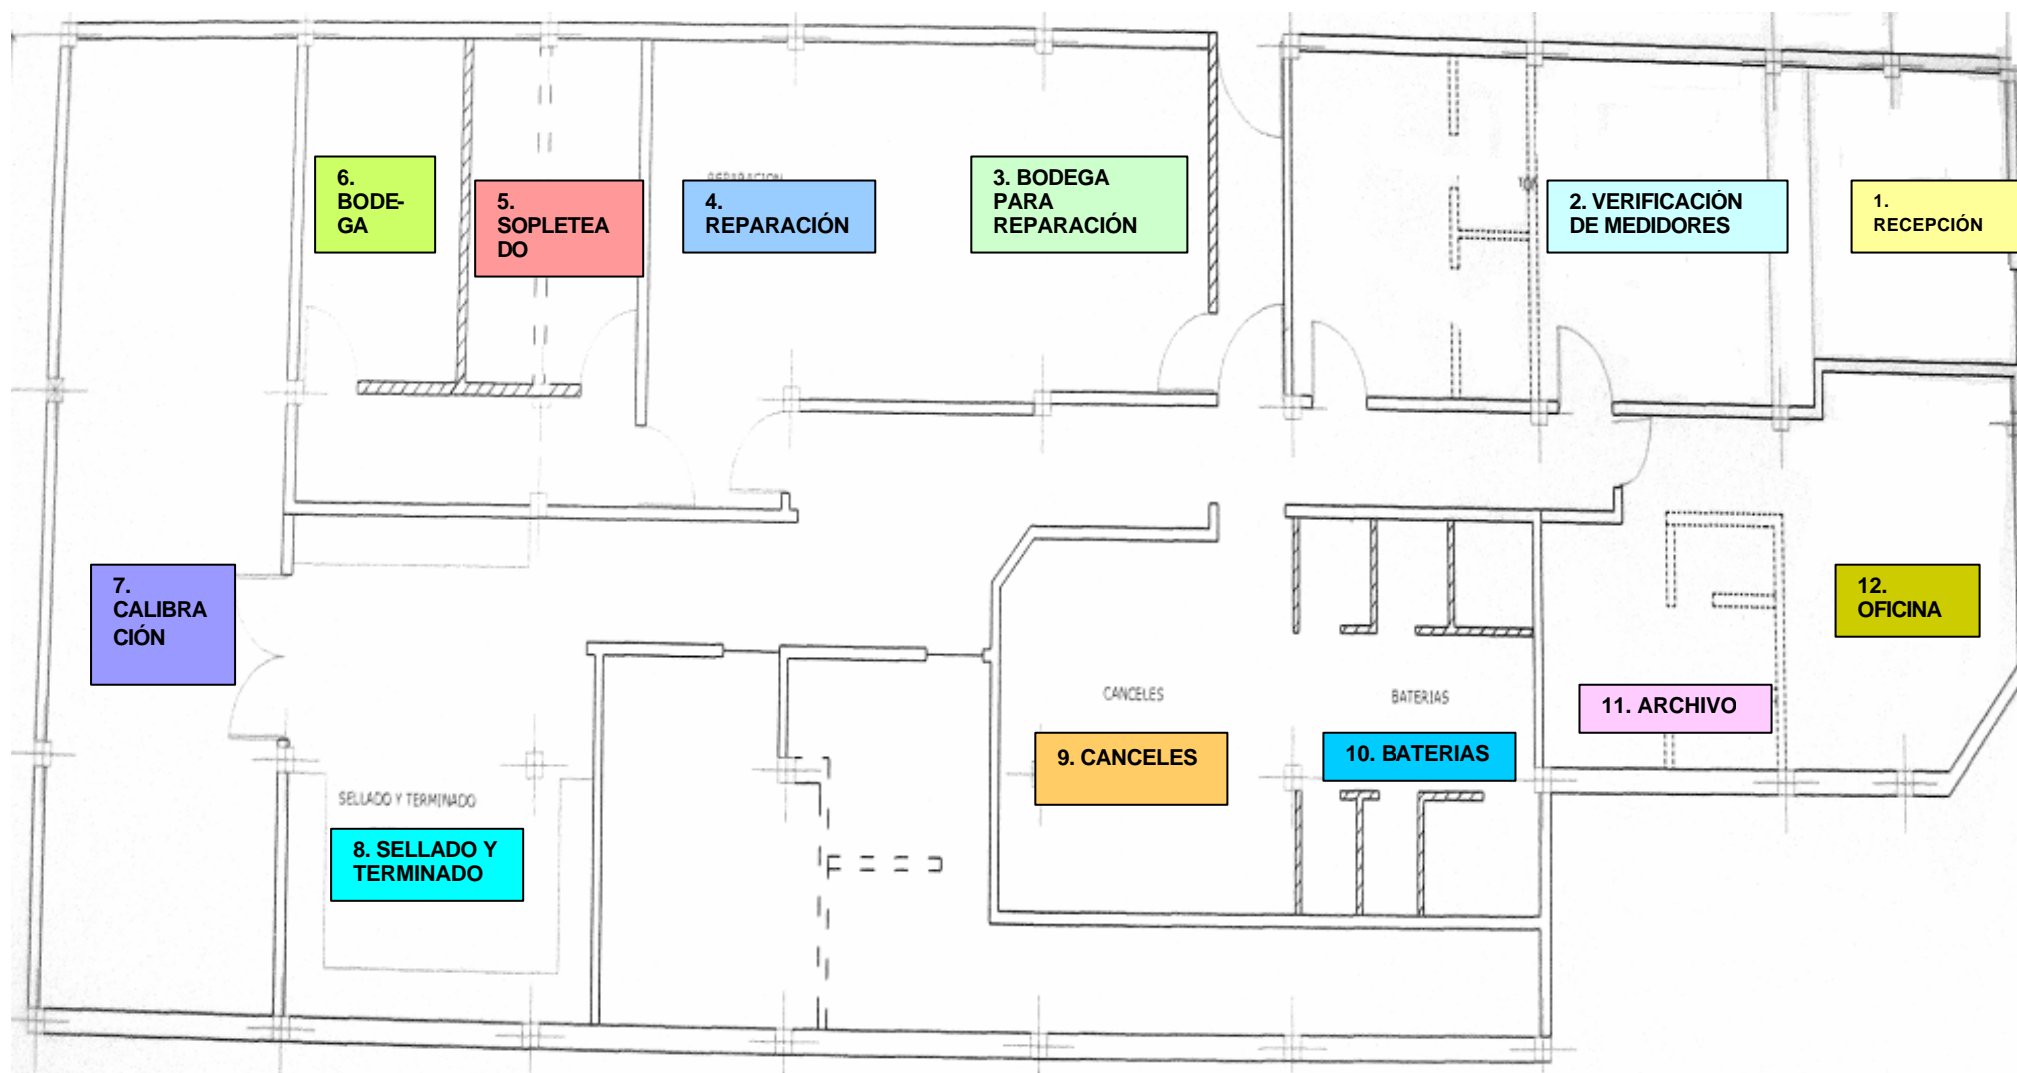 6.
BODE-
GA
5.
SOPLETEA
DO
REPARACION
4.
REPARACIÓN
3. BODEGA
PARA
REPARACIÓN
2. VERIFICACIÓN
DE MEDIDORES
1.
RECEPCIÓN
7.
CALIBRA
CIÓN
12.
OFICINA
CANCELES
BATERIAS
11. ARCHIVO
9. CANCELES
10. BATERIAS
SELLADO Y TERMINADO
8. SELLADO Y
TERMINADO